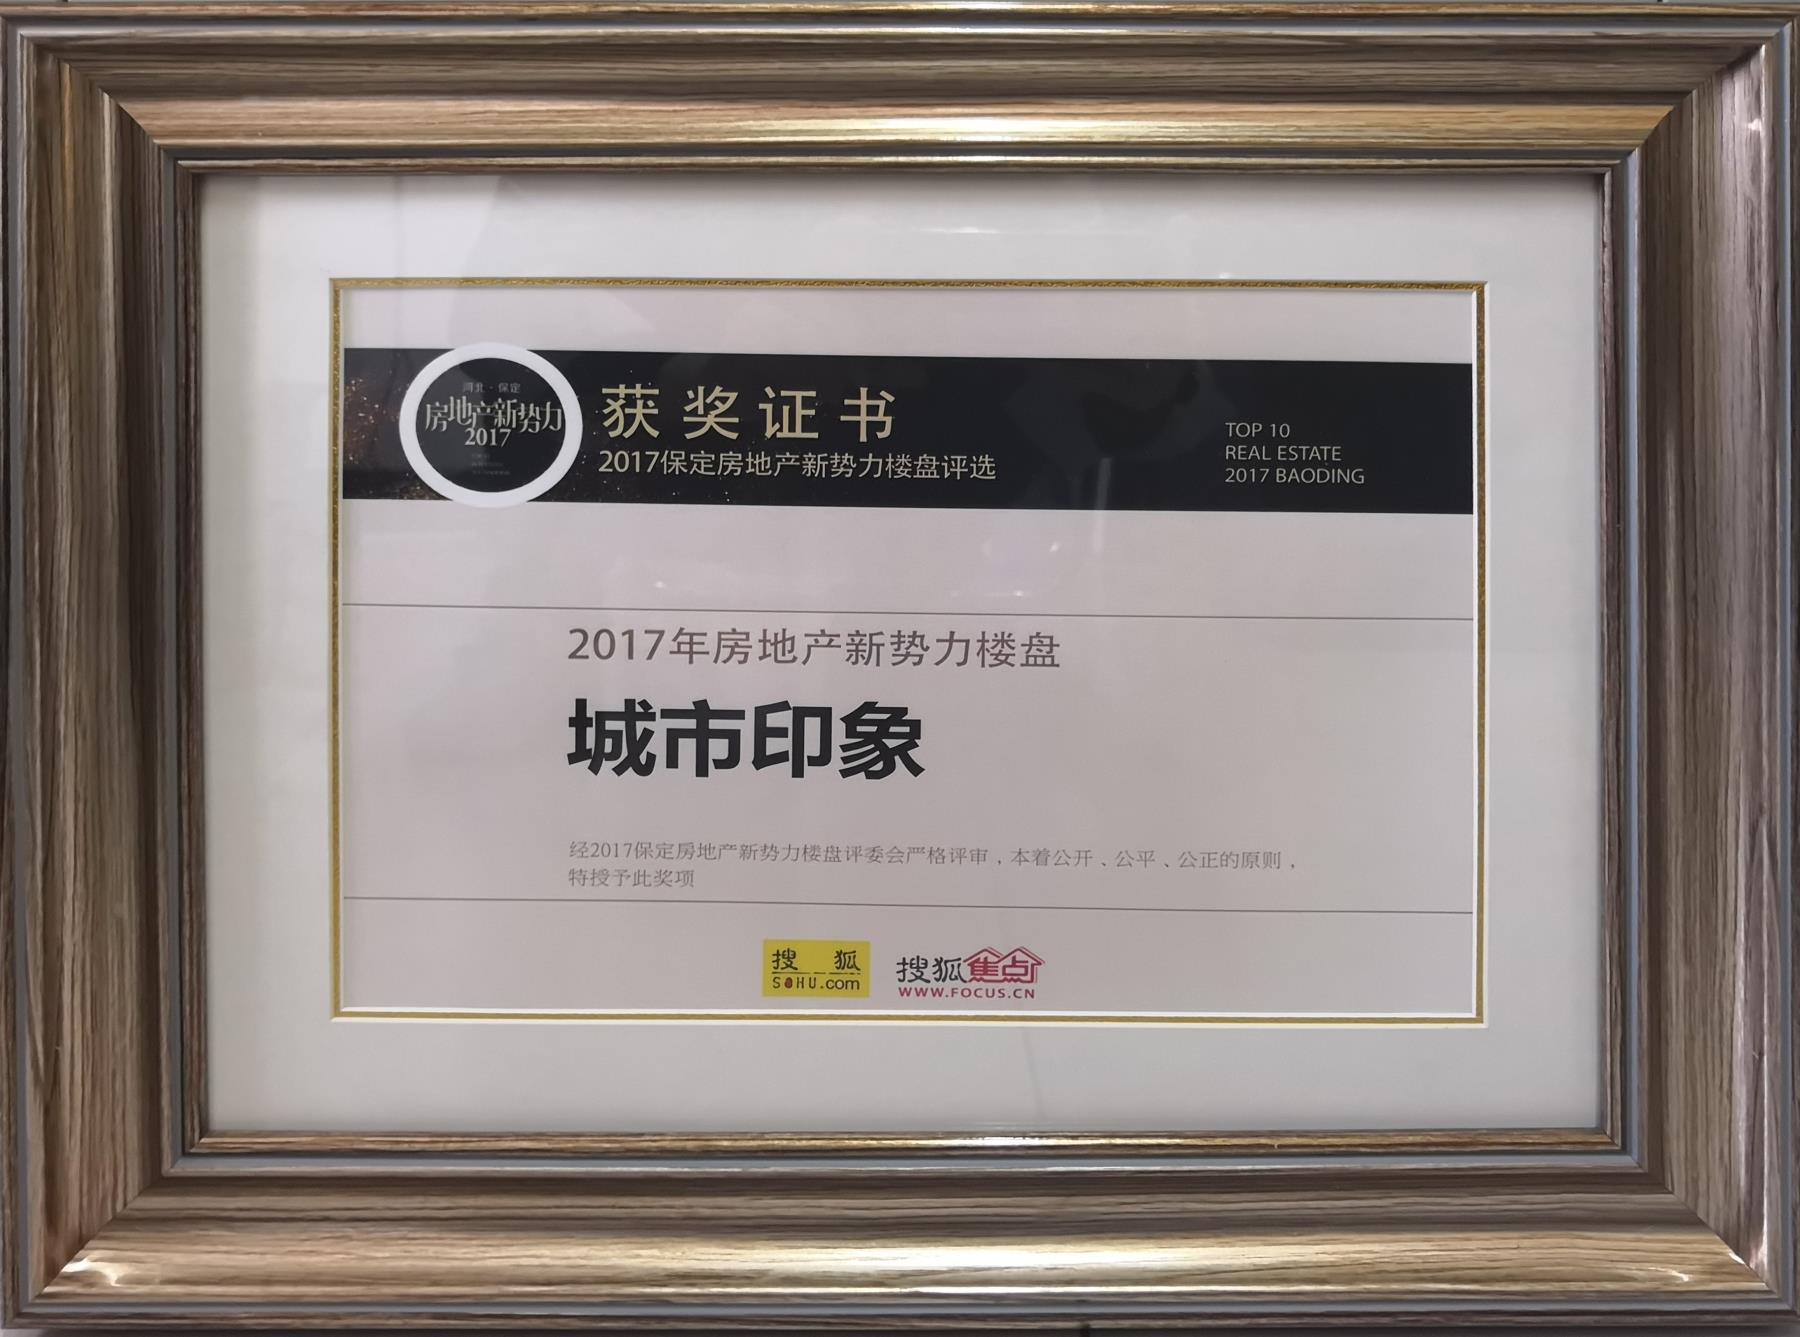 河北·保定
房地产新势力
2017
获奖证书
2017保定房地产新势力楼盘评选
TOP 10
REAL ESTATE
2017 BAODING
2017年房地产新势力楼盘
城市印象
经2017保定房地产新势力楼盘评委会严格评审，本着公开、公平、公正的原则，
特授予此奖项
搜狐
SOHU.com
搜狐焦点
WWW.FOCUS.CN